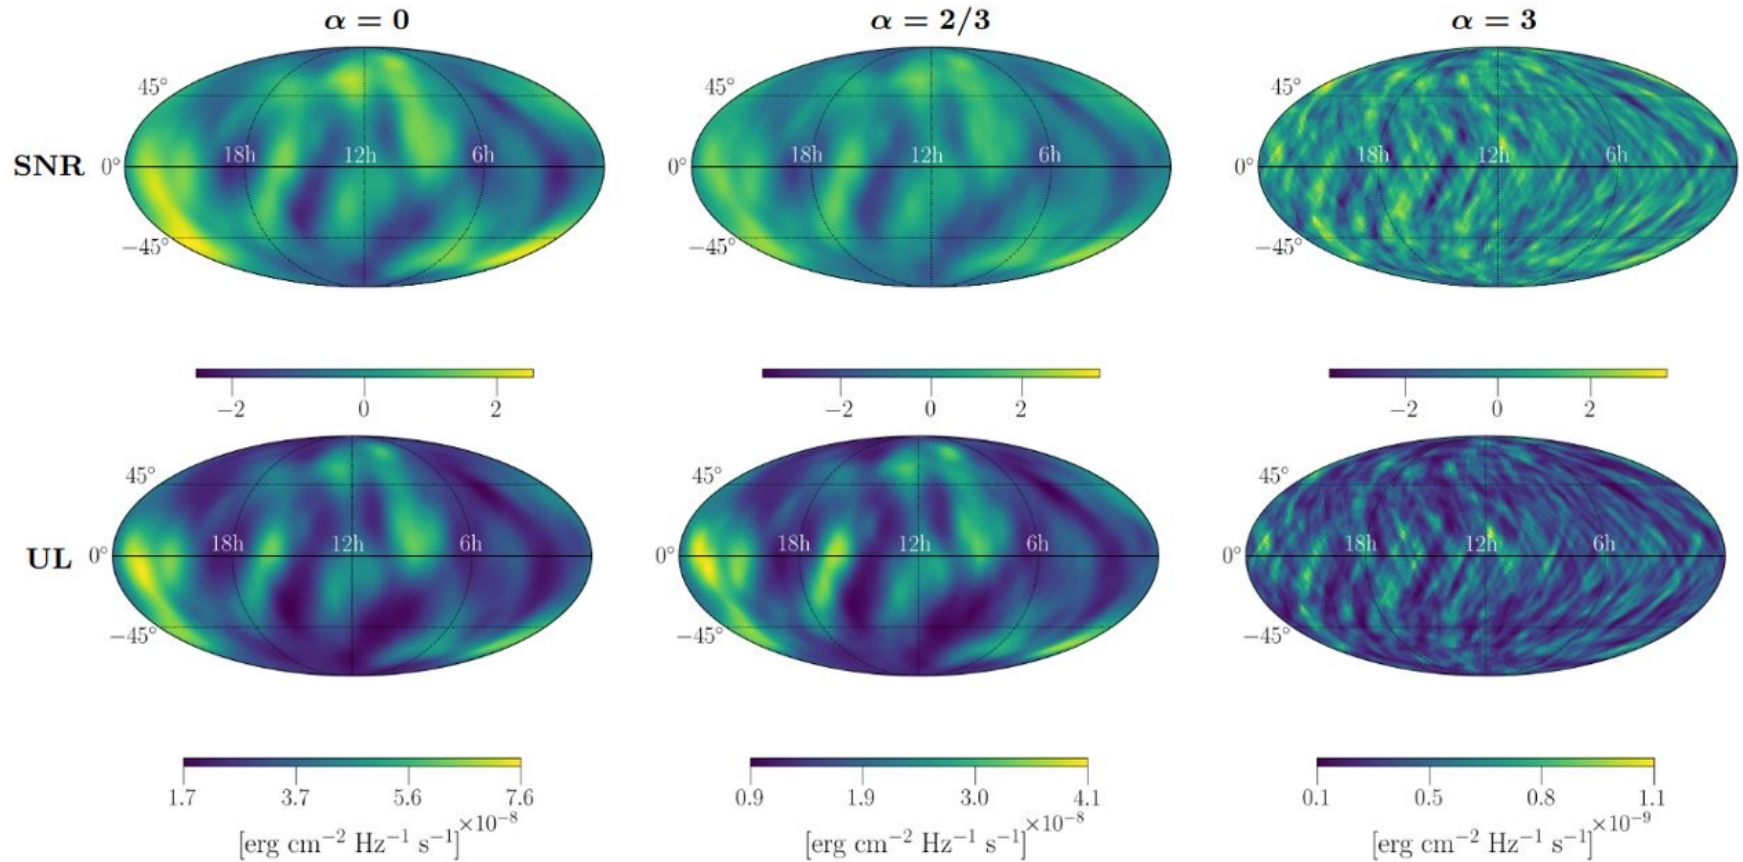 α = 0 α = 2/3 α = 3
45° 45° 45°
SNR 0° 18h 12h 6h 0° 18h 12h 6h 0° 18h 12h 6h
−45° −45° −45°
−2 0 2 −2 0 2 −2 0 2
45° 45° 45°
UL 0° 18h 12h 6h 0° 18h 12h 6h 0° 18h 12h 6h
−45° −45° −45°
1.7 3.7 5.6 7.6 0.9 1.9 3.0 4.1 0.1 0.5 0.8 1.1
×10⁻⁸ ×10⁻⁸ ×10⁻⁹
[erg cm⁻² Hz⁻¹ s⁻¹] [erg cm⁻² Hz⁻¹ s⁻¹] [erg cm⁻² Hz⁻¹ s⁻¹]